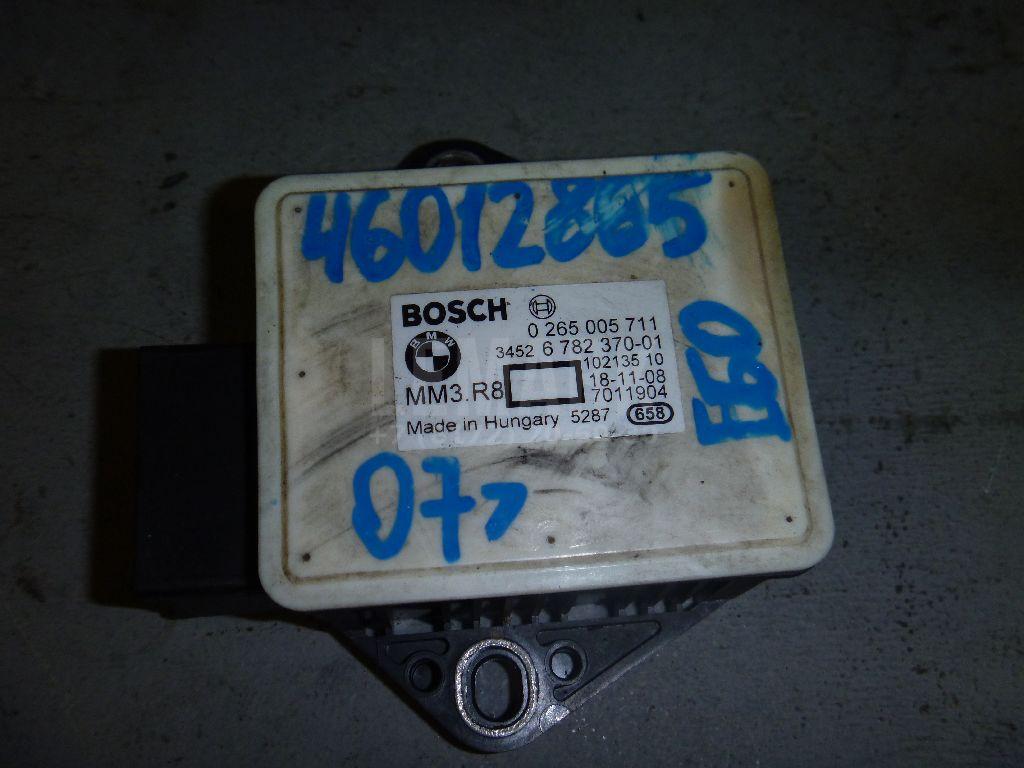 46012865
BOSCH
0 265 005 711
BMW
3452 6 782 370-01
102135 10
MM3.R8
18-11-08
7011904
Made in Hungary 5287 658
E60
07>